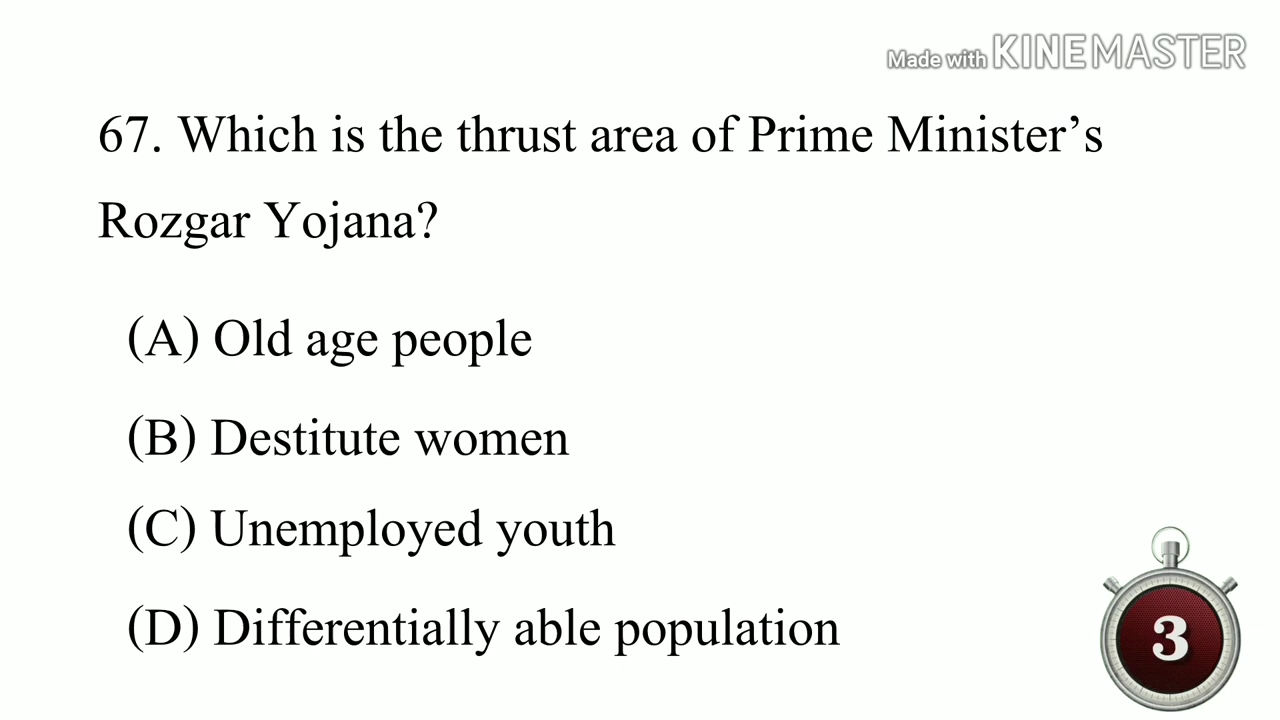 Made with KINEMASTER
67. Which is the thrust area of Prime Minister’s
Rozgar Yojana?
(A) Old age people
(B) Destitute women
(C) Unemployed youth
(D) Differentially able population
3